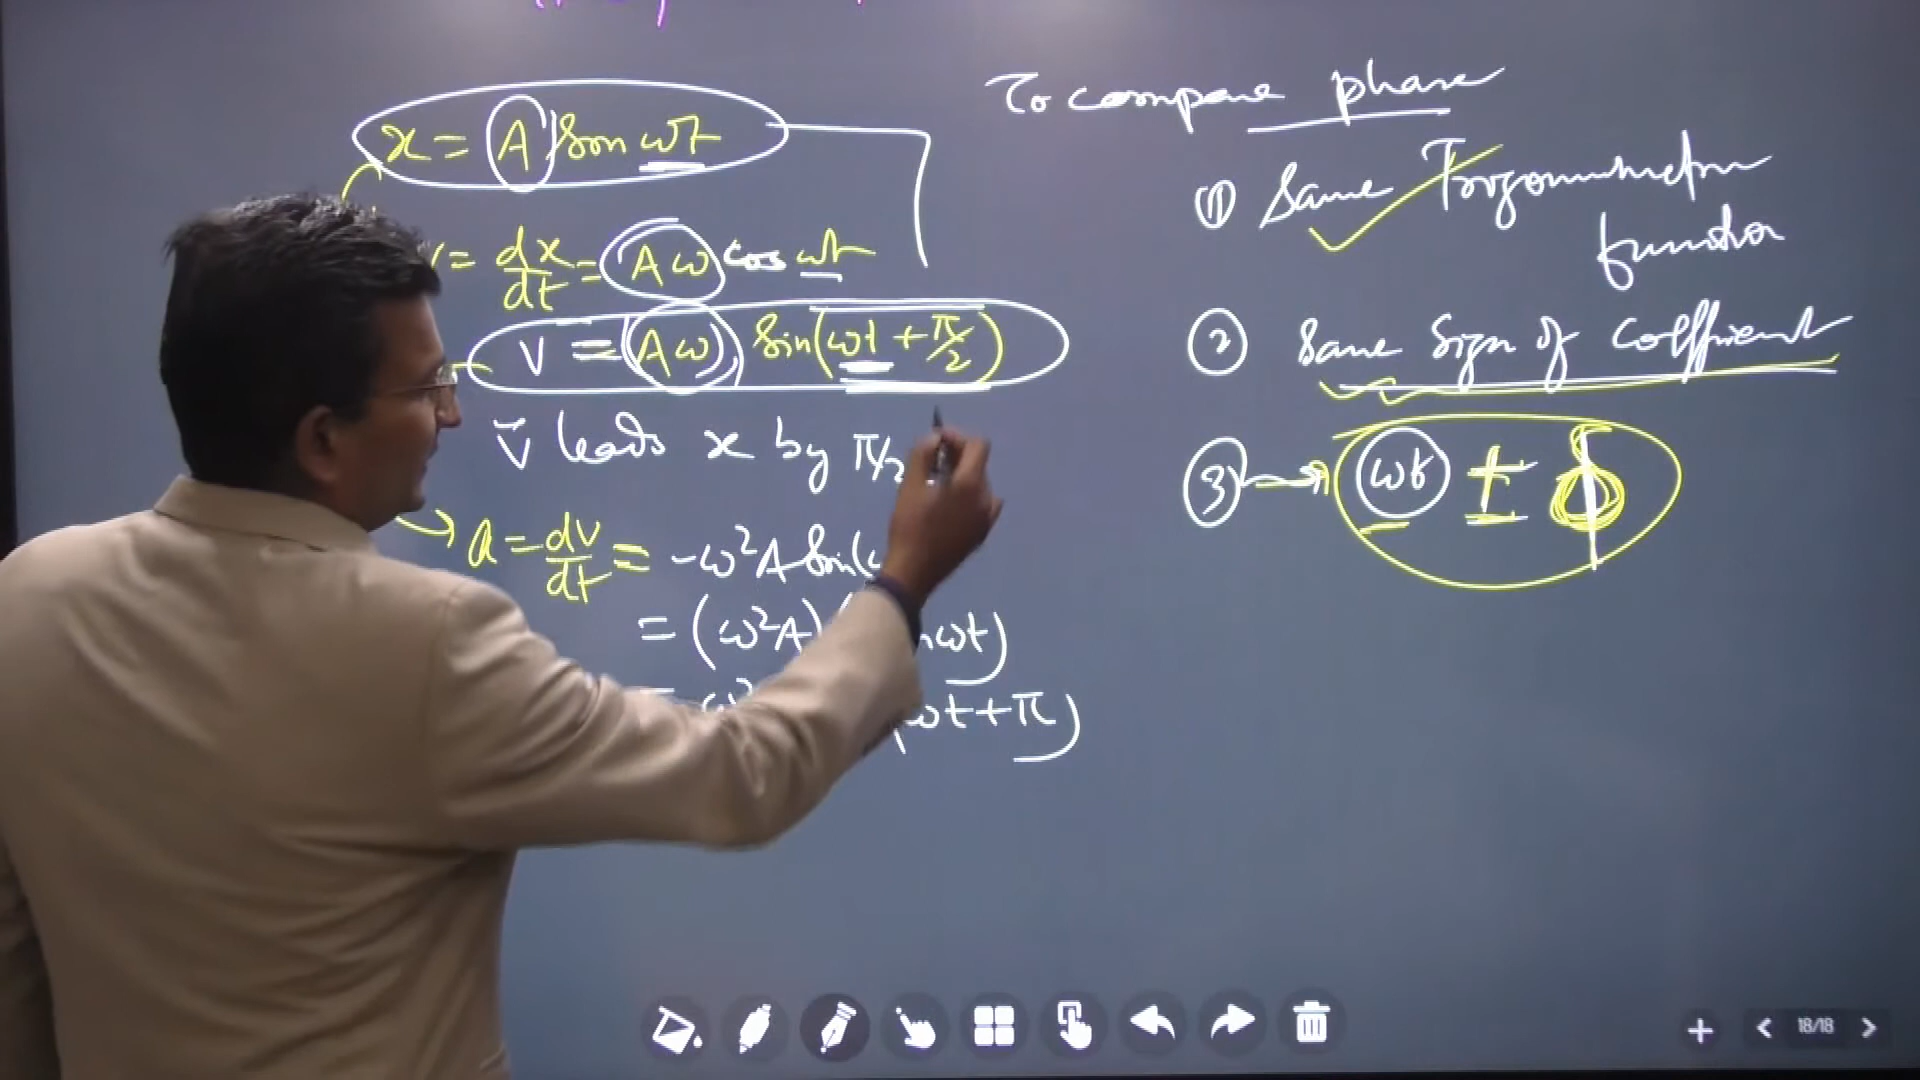 x = A sin ωt
v = dx/dt = Aω cos ωt
v = (Aω) sin(ωt + π/2)
v leads x by π/2
→ a = dv/dt = -ω²A sin(
= (ω²A) ωt)
= ωt + π)
To compare phase
① Same Trigonometric function
② Same Sign of Coefficient
③ → ωt ± δ
18/18